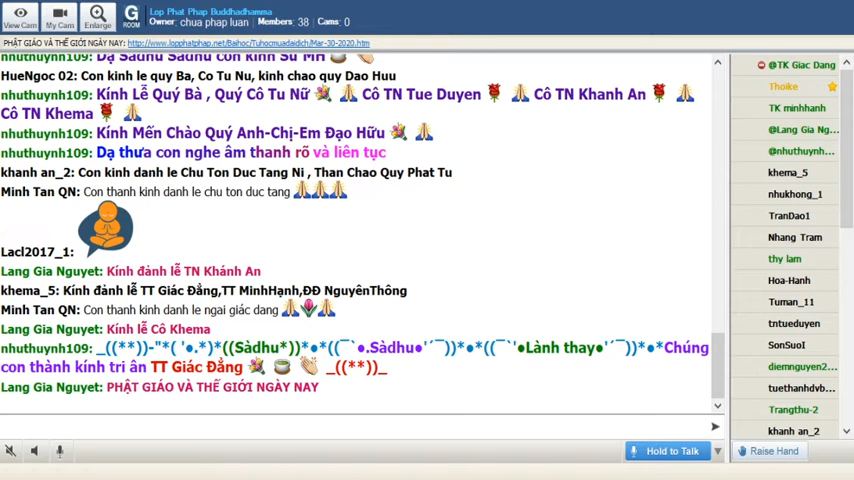 View Cam
My Cam
Enlarge
G
ROOM
Lop Phat Phap Buddhadhamma
Owner: chua phap luan Members: 38 Cams: 0
PHẬT GIÁO VÀ THẾ GIỚI NGÀY NAY: http://www.lopphatphap.net/Baihoc/Tuhocmuadaidich/Mar-30-2020.htm
nhuthuynh109: Dạ Sadhu Sadhu con kính Sư MH
HueNgoc 02: Con kinh le quy Ba, Co Tu Nu, kinh chao quy Dao Huu
nhuthuynh109: Kính Lễ Quý Bà , Quý Cô Tu Nữ Cô TN Tue Duyen Cô TN Khanh An
Cô TN Khema
nhuthuynh109: Kính Mến Chào Quý Anh-Chị-Em Đạo Hữu
nhuthuynh109: Dạ thưa con nghe âm thanh rõ và liên tục
khanh an_2: Con kinh danh le Chu Ton Duc Tang Ni , Than Chao Quy Phat Tu
Minh Tan QN: Con thanh kinh danh le chu ton duc tang
Lacl2017_1:
Lang Gia Nguyet: Kính đảnh lễ TN Khánh An
khema_5: Kính đảnh lễ TT Giác Đẳng,TT MinhHạnh,ĐĐ NguyênThông
Minh Tan QN: Con thanh kinh danh le ngai giác dang
Lang Gia Nguyet: Kính lễ Cô Khema
nhuthuynh109: _((**))-"*( '●.*)*((Sàdhu*))*●*((¯`●.Sàdhu●'´¯))*●*((¯`'●Lành thay●'´¯))*●*Chúng
con thành kính tri ân TT Giác Đẳng _((**))_
Lang Gia Nguyet: PHẬT GIÁO VÀ THẾ GIỚI NGÀY NAY
@TK Giac Dang
Thoike
TK minhhanh
@Lang Gia Ng...
@nhuthuynh...
khema_5
nhukhong_1
TranDao1
Nhang Tram
thy lam
Hoa-Hanh
Tuman_11
tntueduyen
SonSuoI
diemnguyen2...
tuethanhdvb...
Trangthu-2
khanh an_2
Hold to Talk
Raise Hand